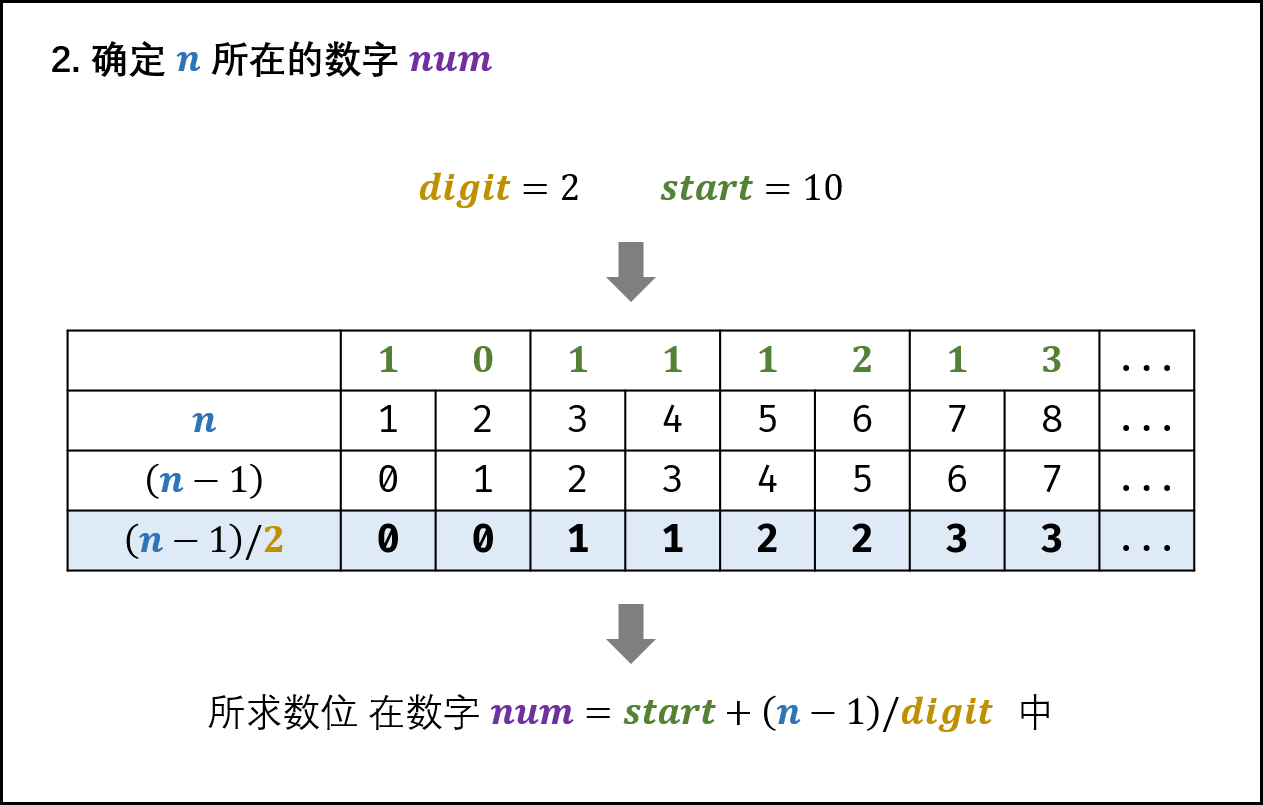 2. 确定 n 所在的数字 num
digit = 2 start = 10
1 0 1 1 1 2 1 3 ...
n 1 2 3 4 5 6 7 8 ...
(n − 1) 0 1 2 3 4 5 6 7 ...
(n − 1)/2 0 0 1 1 2 2 3 3 ...
所求数位 在数字 num = start + (n − 1)/digit 中